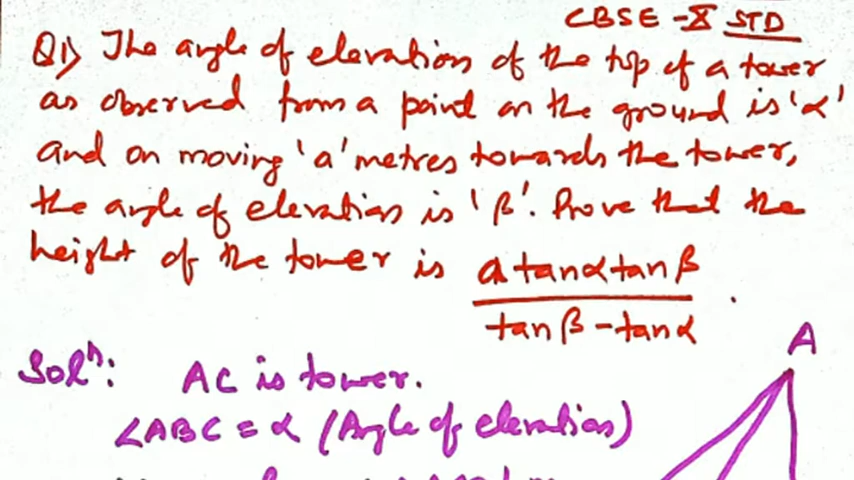 CBSE - X STD
Q1) The angle of elevation of the top of a tower
as observed from a point on the ground is 'α'
and on moving 'a' metres towards the tower,
the angle of elevation is 'β'. Prove that the
height of the tower is a tanα tanβ
tanβ - tanα .
Solⁿ: AC is tower.
∠ABC = α (Angle of elevation)
A